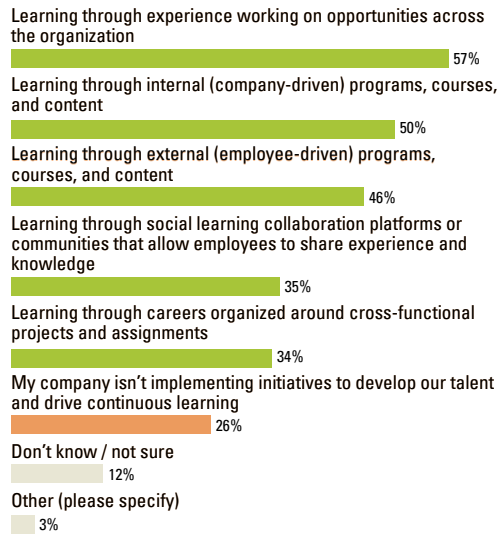 Learning through experience working on opportunities across
the organization
57%
Learning through internal (company-driven) programs, courses,
and content
50%
Learning through external (employee-driven) programs,
courses, and content
46%
Learning through social learning collaboration platforms or
communities that allow employees to share experience and
knowledge
35%
Learning through careers organized around cross-functional
projects and assignments
34%
My company isn’t implementing initiatives to develop our talent
and drive continuous learning
26%
Don’t know / not sure
12%
Other (please specify)
3%